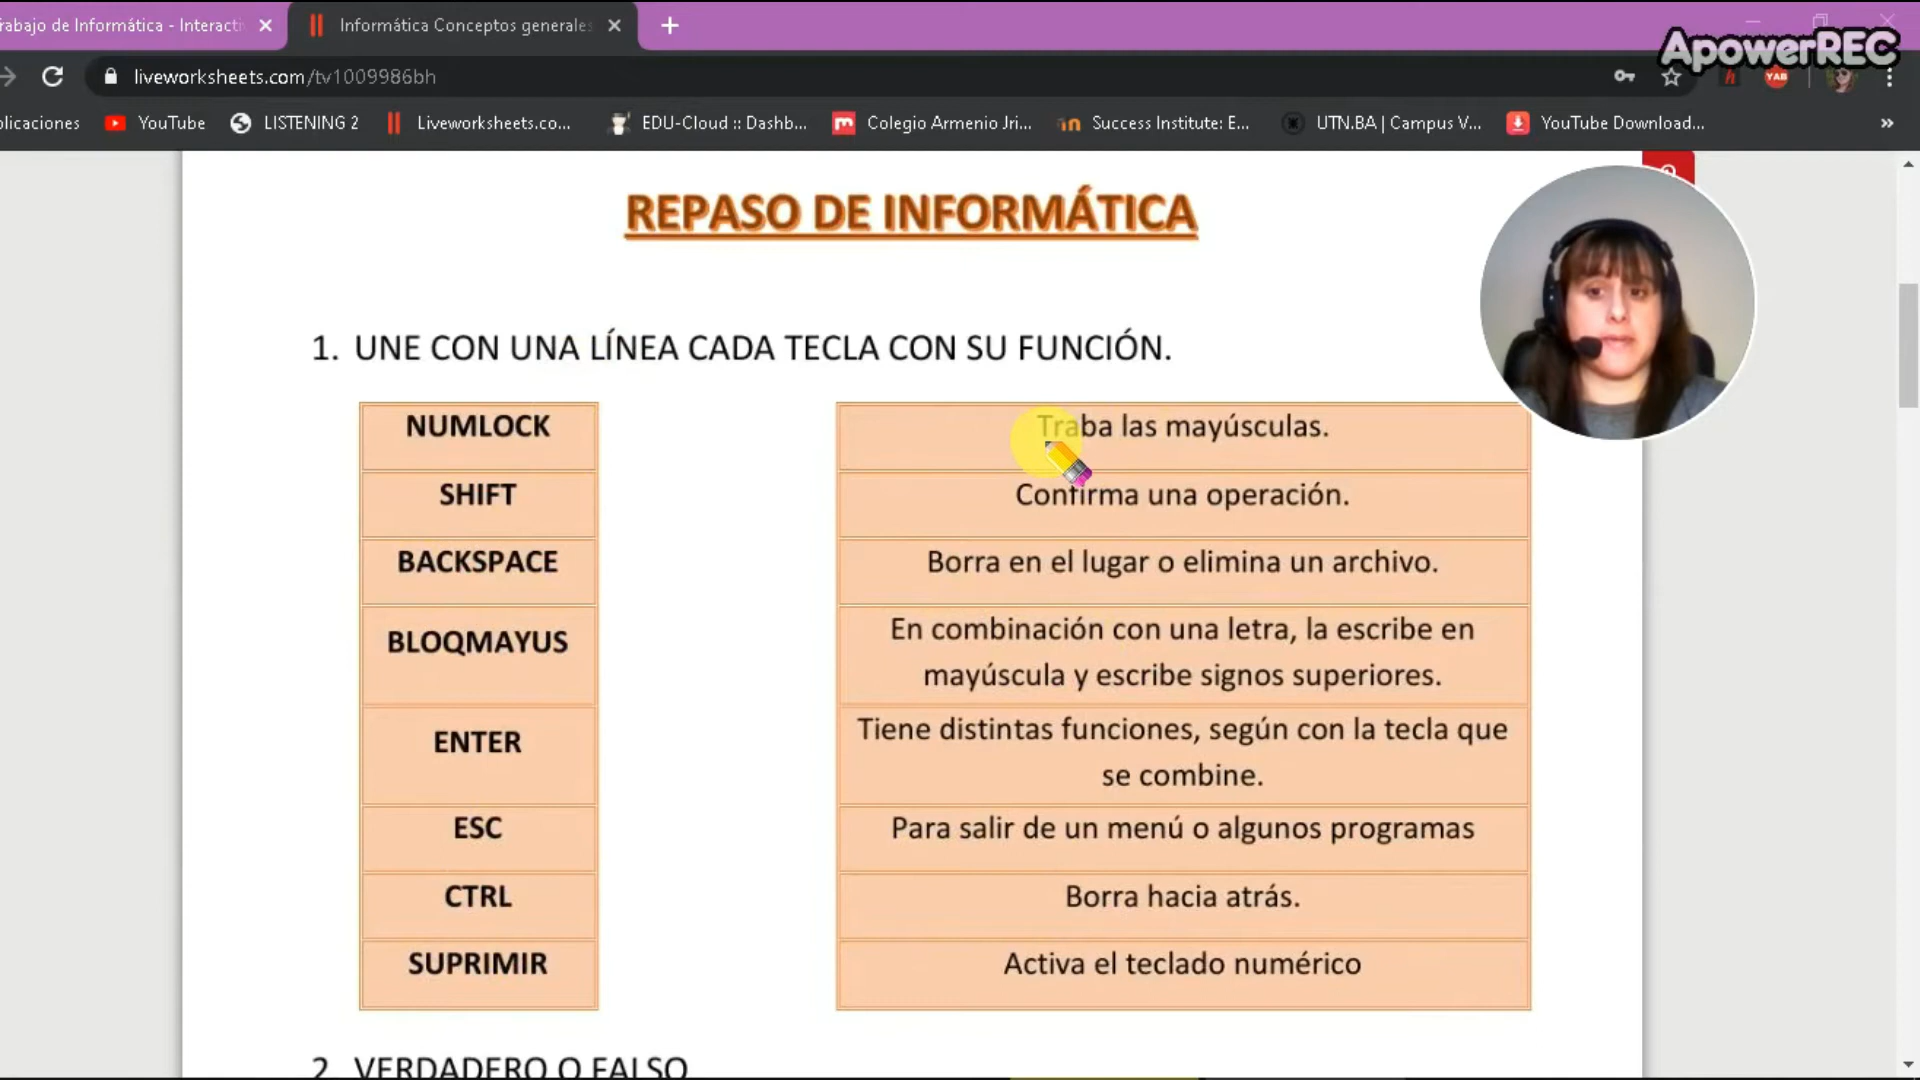 rabajo de Informática - Interacti
Informática Conceptos generales
ApowerREC
liveworksheets.com/tv1009986bh
YAB
plicaciones
YouTube
LISTENING 2
Liveworksheets.co...
EDU-Cloud :: Dashb...
Colegio Armenio Jri...
Success Institute: E...
UTN.BA | Campus V...
YouTube Download...
REPASO DE INFORMÁTICA
1. UNE CON UNA LÍNEA CADA TECLA CON SU FUNCIÓN.
NUMLOCK
Traba las mayúsculas.
SHIFT
Confirma una operación.
BACKSPACE
Borra en el lugar o elimina un archivo.
BLOQMAYUS
En combinación con una letra, la escribe en
mayúscula y escribe signos superiores.
ENTER
Tiene distintas funciones, según con la tecla que
se combine.
ESC
Para salir de un menú o algunos programas
CTRL
Borra hacia atrás.
SUPRIMIR
Activa el teclado numérico
2. VERDADERO O FALSO